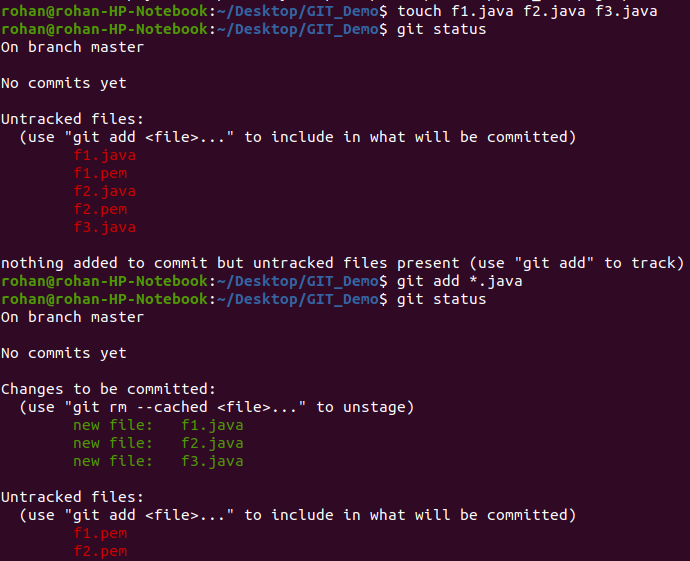 rohan@rohan-HP-Notebook:~/Desktop/GIT_Demo$ touch f1.java f2.java f3.java
rohan@rohan-HP-Notebook:~/Desktop/GIT_Demo$ git status
On branch master

No commits yet

Untracked files:
  (use "git add <file>..." to include in what will be committed)
        f1.java
        f1.pem
        f2.java
        f2.pem
        f3.java

nothing added to commit but untracked files present (use "git add" to track)
rohan@rohan-HP-Notebook:~/Desktop/GIT_Demo$ git add *.java
rohan@rohan-HP-Notebook:~/Desktop/GIT_Demo$ git status
On branch master

No commits yet

Changes to be committed:
  (use "git rm --cached <file>..." to unstage)
        new file:   f1.java
        new file:   f2.java
        new file:   f3.java

Untracked files:
  (use "git add <file>..." to include in what will be committed)
        f1.pem
        f2.pem